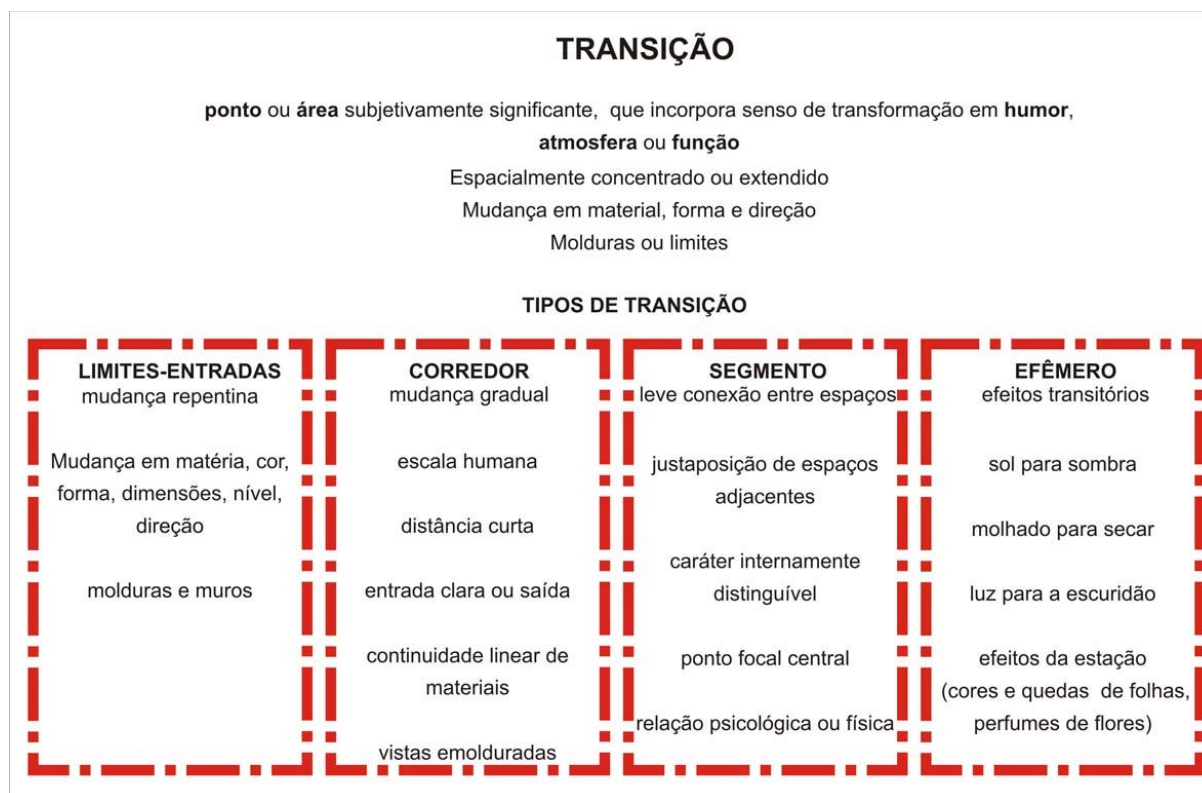 TRANSIÇÃO
ponto ou área subjetivamente significante, que incorpora senso de transformação em humor,
atmosfera ou função
Espacialmente concentrado ou extendido
Mudança em material, forma e direção
Molduras ou limites
TIPOS DE TRANSIÇÃO
LIMITES-ENTRADAS
mudança repentina
Mudança em matéria, cor,
forma, dimensões, nível,
direção
molduras e muros
CORREDOR
mudança gradual
escala humana
distância curta
entrada clara ou saída
continuidade linear de
materiais
vistas emolduradas
SEGMENTO
leve conexão entre espaços
justaposição de espaços
adjacentes
caráter internamente
distinguível
ponto focal central
relação psicológica ou física
EFÊMERO
efeitos transitórios
sol para sombra
molhado para secar
luz para a escuridão
efeitos da estação
(cores e quedas de folhas,
perfumes de flores)